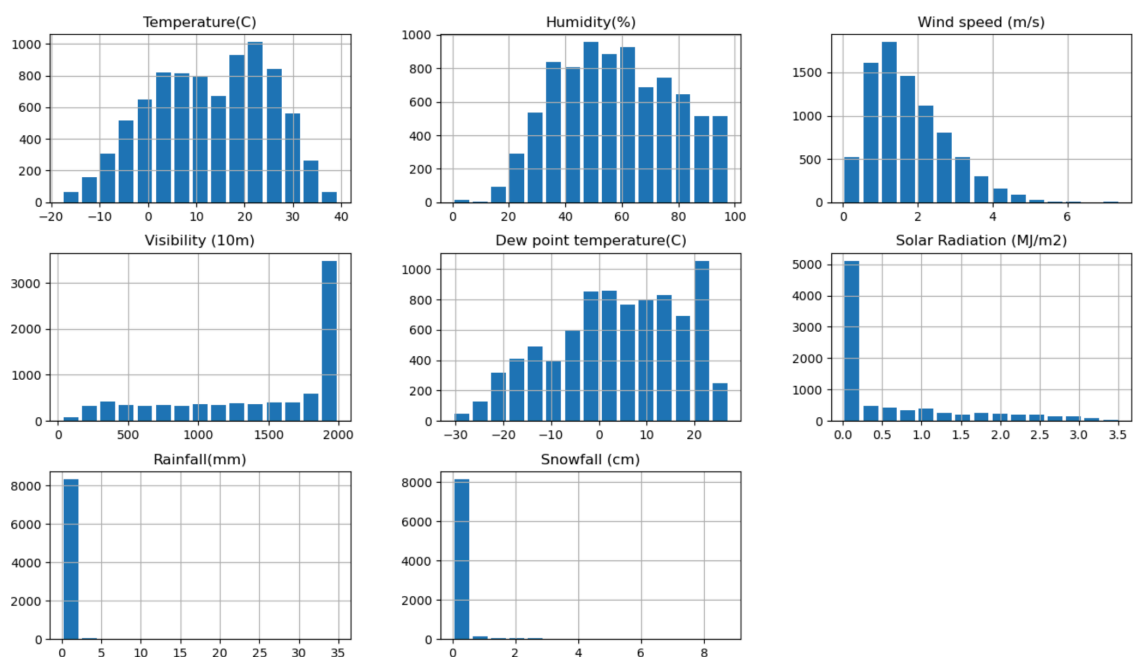 Temperature(C)
1000
800
600
400
200
0
−20 −10 0 10 20 30 40
Humidity(%)
1000
800
600
400
200
0
0 20 40 60 80 100
Wind speed (m/s)
1500
1000
500
0
0 2 4 6
Visibility (10m)
3000
2000
1000
0
0 500 1000 1500 2000
Dew point temperature(C)
1000
800
600
400
200
0
−30 −20 −10 0 10 20
Solar Radiation (MJ/m2)
5000
4000
3000
2000
1000
0
0.0 0.5 1.0 1.5 2.0 2.5 3.0 3.5
Rainfall(mm)
8000
6000
4000
2000
0
0 5 10 15 20 25 30 35
Snowfall (cm)
8000
6000
4000
2000
0
0 2 4 6 8